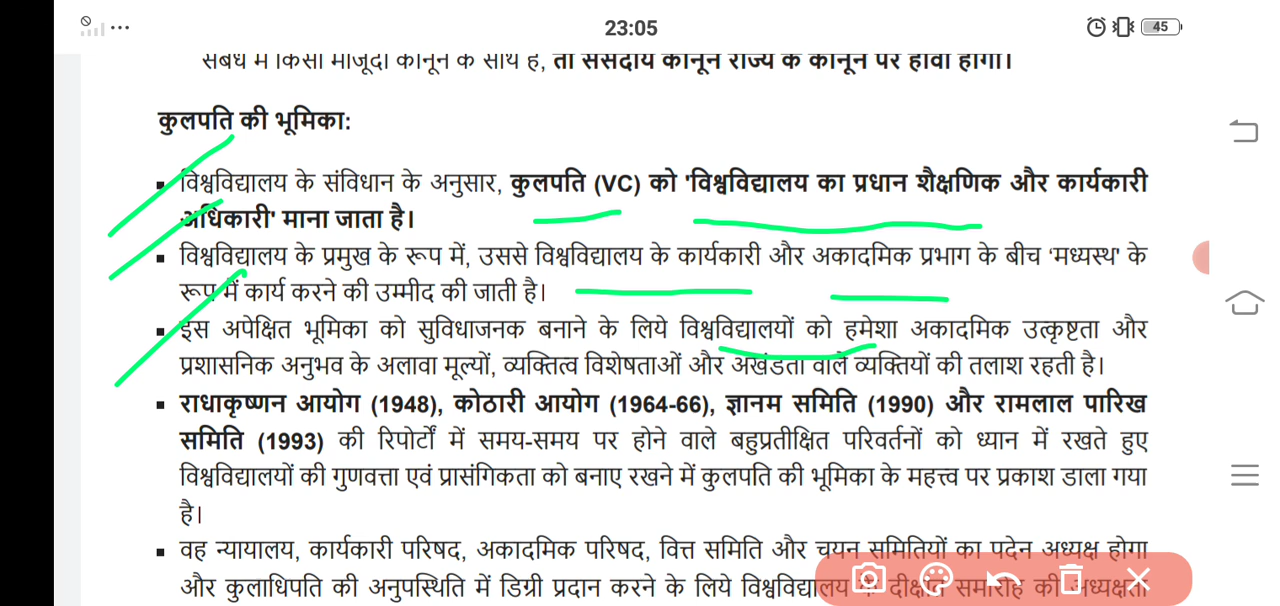 23:05
45
संबंध में किसी मौजूदा कानून के साथ है, तो संसदीय कानून राज्य के कानून पर हावी होगा।
कुलपति की भूमिका:
▪ विश्वविद्यालय के संविधान के अनुसार, कुलपति (VC) को 'विश्वविद्यालय का प्रधान शैक्षणिक और कार्यकारी
अधिकारी' माना जाता है।
▪ विश्वविद्यालय के प्रमुख के रूप में, उससे विश्वविद्यालय के कार्यकारी और अकादमिक प्रभाग के बीच 'मध्यस्थ' के
रूप में कार्य करने की उम्मीद की जाती है।
▪ इस अपेक्षित भूमिका को सुविधाजनक बनाने के लिये विश्वविद्यालयों को हमेशा अकादमिक उत्कृष्टता और
प्रशासनिक अनुभव के अलावा मूल्यों, व्यक्तित्व विशेषताओं और अखंडता वाले व्यक्तियों की तलाश रहती है।
▪ राधाकृष्णन आयोग (1948), कोठारी आयोग (1964-66), ज्ञानम समिति (1990) और रामलाल पारिख
समिति (1993) की रिपोर्टों में समय-समय पर होने वाले बहुप्रतीक्षित परिवर्तनों को ध्यान में रखते हुए
विश्वविद्यालयों की गुणवत्ता एवं प्रासंगिकता को बनाए रखने में कुलपति की भूमिका के महत्त्व पर प्रकाश डाला गया
है।
▪ वह न्यायालय, कार्यकारी परिषद, अकादमिक परिषद, वित्त समिति और चयन समितियों का पदेन अध्यक्ष होगा
और कुलाधिपति की अनुपस्थिति में डिग्री प्रदान करने के लिये विश्वविद्यालय के दीक्षांत समारोह की अध्यक्षता